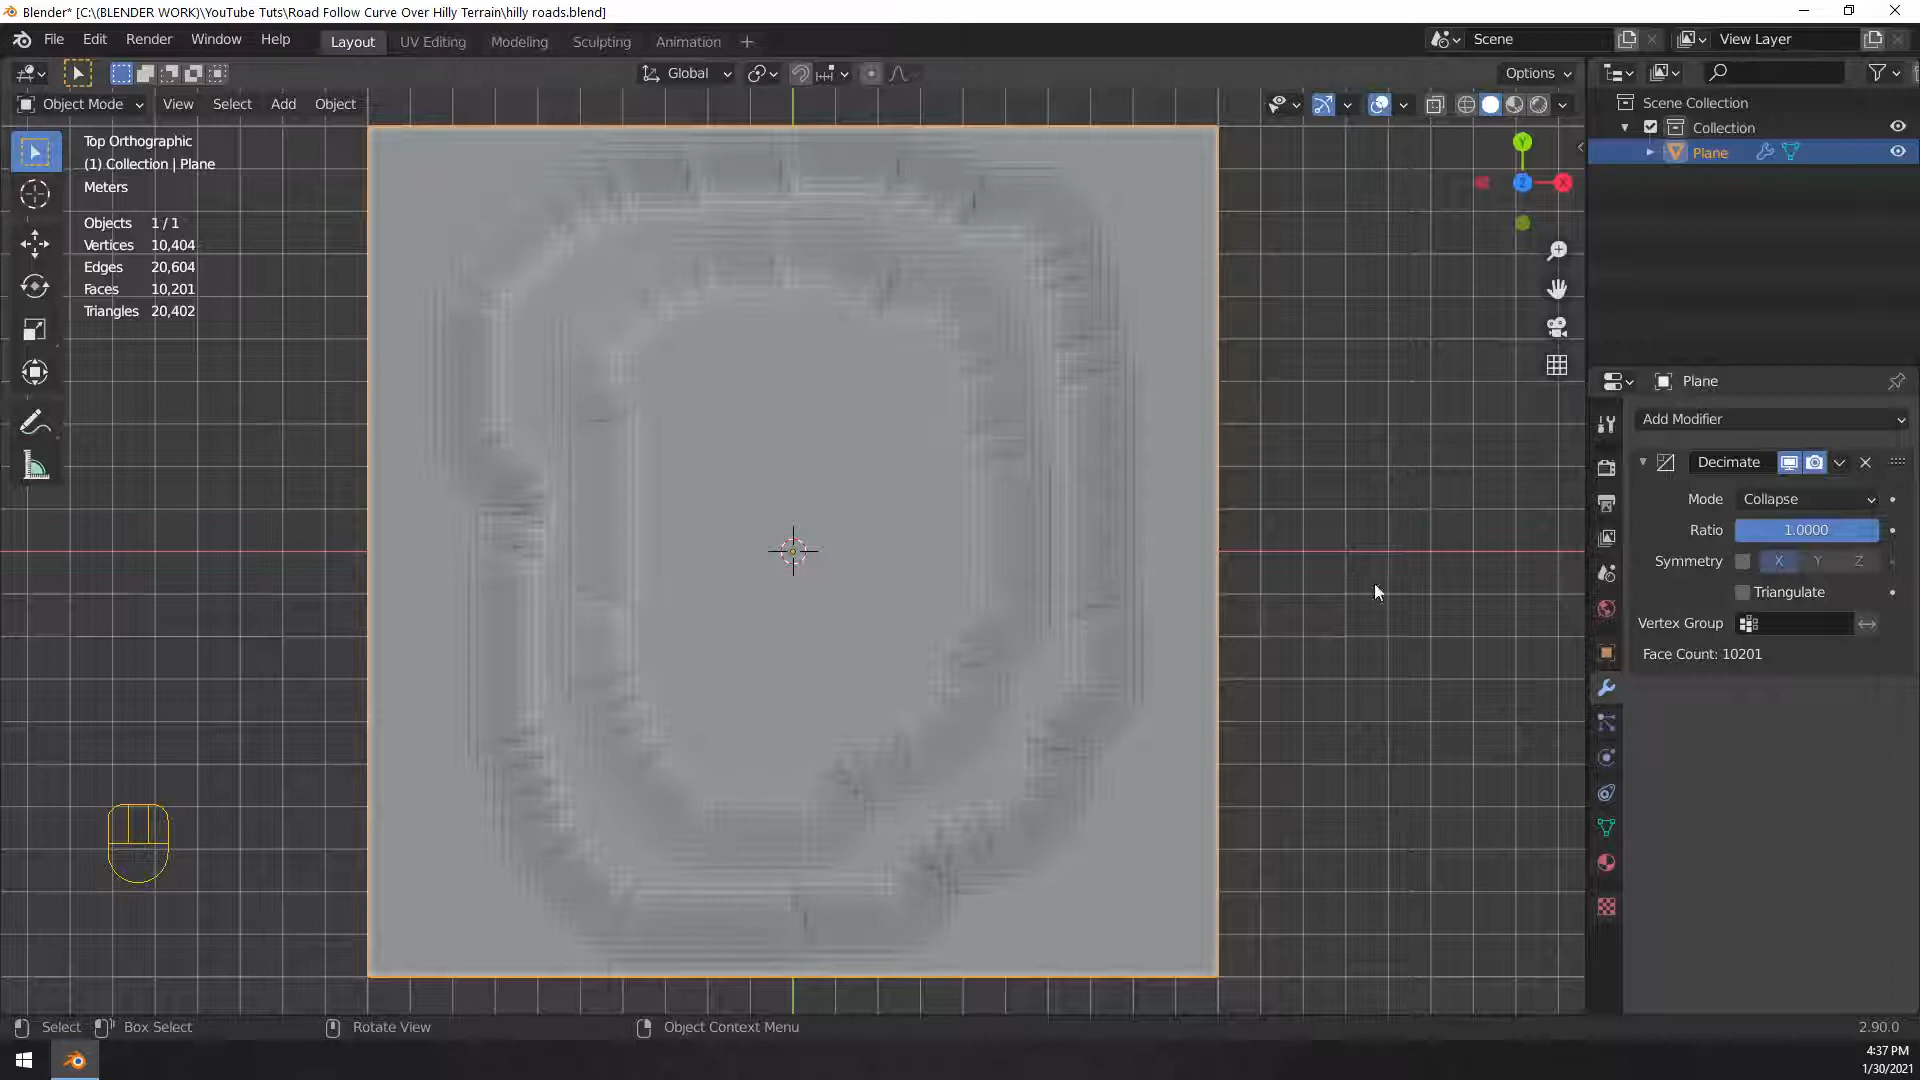 Blender* [C:\(BLENDER WORK)\YouTube Tuts\Road Follow Curve Over Hilly Terrain\hilly roads.blend]
File Edit Render Window Help Layout UV Editing Modeling Sculpting Animation + Scene View Layer
Global Options
Object Mode View Select Add Object
Scene Collection
Collection
Plane
Top Orthographic
(1) Collection | Plane
Meters
Objects 1 / 1
Vertices 10,404
Edges 20,604
Faces 10,201
Triangles 20,402
Y
Z
X
Plane
Add Modifier
Decimate
Mode Collapse
Ratio 1.0000
Symmetry X Y Z
Triangulate
Vertex Group
Face Count: 10201
Select Box Select Rotate View Object Context Menu 2.90.0
4:37 PM
1/30/2021